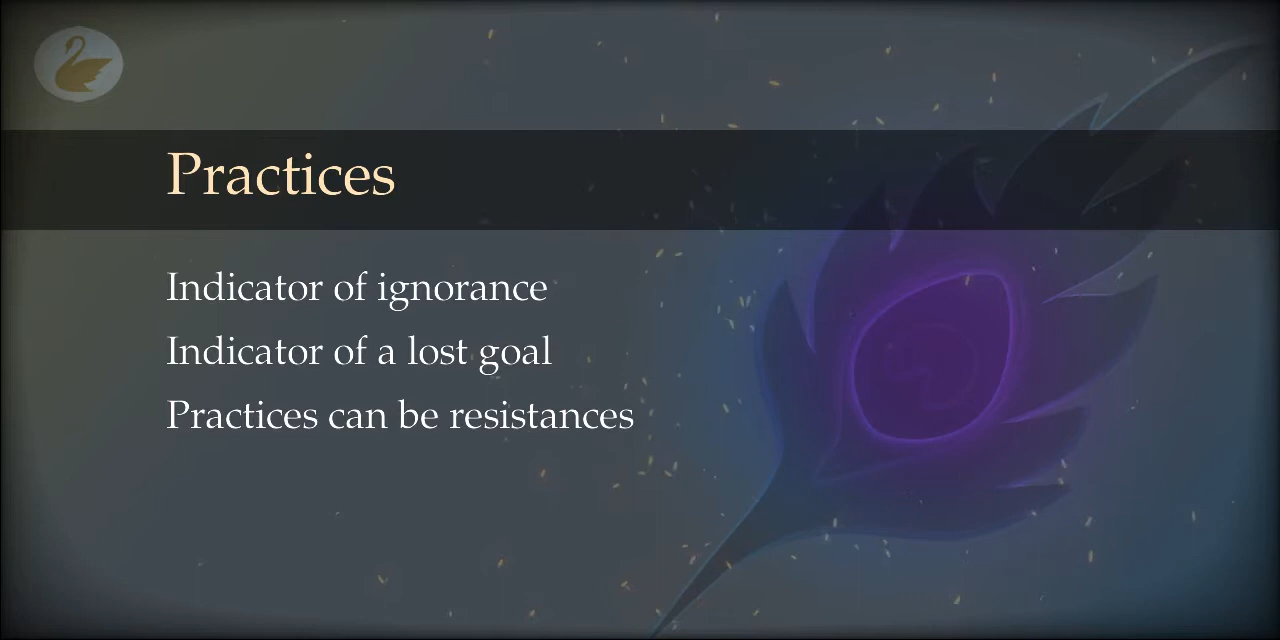 Practices
Indicator of ignorance
Indicator of a lost goal
Practices can be resistances